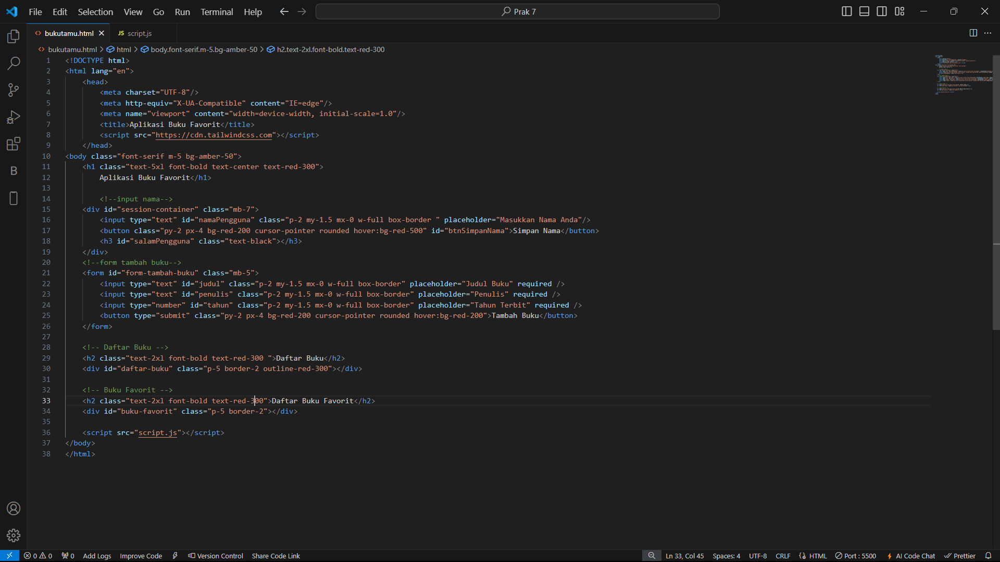 File Edit Selection View Go Run Terminal Help Prak 7
bukutamu.html JS script.js
bukutamu.html html body.font-serif.m-5.bg-amber-50 h2.text-2xl.font-bold.text-red-300
1 <!DOCTYPE html>
2 <html lang="en">
3 <head>
4 <meta charset="UTF-8"/>
5 <meta http-equiv="X-UA-Compatible" content="IE=edge"/>
6 <meta name="viewport" content="width=device-width, initial-scale=1.0"/>
7 <title>Aplikasi Buku Favorit</title>
8 <script src="https://cdn.tailwindcss.com"></script>
9 </head>
10 <body class="font-serif m-5 bg-amber-50">
11 <h1 class="text-5xl font-bold text-center text-red-300">
12 Aplikasi Buku Favorit</h1>
13
14 <!--input nama-->
15 <div id="session-container" class="mb-7">
16 <input type="text" id="namaPengguna" class="p-2 my-1.5 mx-0 w-full box-border " placeholder="Masukkan Nama Anda"/>
17 <button class="py-2 px-4 bg-red-200 cursor-pointer rounded hover:bg-red-500" id="btnSimpanNama">Simpan Nama</button>
18 <h3 id="salamPengguna" class="text-black"></h3>
19 </div>
20 <!--form tambah buku-->
21 <form id="form-tambah-buku" class="mb-5">
22 <input type="text" id="judul" class="p-2 my-1.5 mx-0 w-full box-border" placeholder="Judul Buku" required />
23 <input type="text" id="penulis" class="p-2 my-1.5 mx-0 w-full box-border" placeholder="Penulis" required />
24 <input type="number" id="tahun" class="p-2 my-1.5 mx-0 w-full box-border" placeholder="Tahun Terbit" required />
25 <button type="submit" class="py-2 px-4 bg-red-200 cursor-pointer rounded hover:bg-red-200">Tambah Buku</button>
26 </form>
27
28 <!-- Daftar Buku -->
29 <h2 class="text-2xl font-bold text-red-300 ">Daftar Buku</h2>
30 <div id="daftar-buku" class="p-5 border-2 outline-red-300"></div>
31
32 <!-- Buku Favorit -->
33 <h2 class="text-2xl font-bold text-red-300">Daftar Buku Favorit</h2>
34 <div id="buku-favorit" class="p-5 border-2"></div>
35
36 <script src="script.js"></script>
37 </body>
38 </html>
B
0 0 0 Add Logs Improve Code Version Control Share Code Link Ln 33, Col 45 Spaces: 4 UTF-8 CRLF HTML Port : 5500 AI Code Chat Prettier